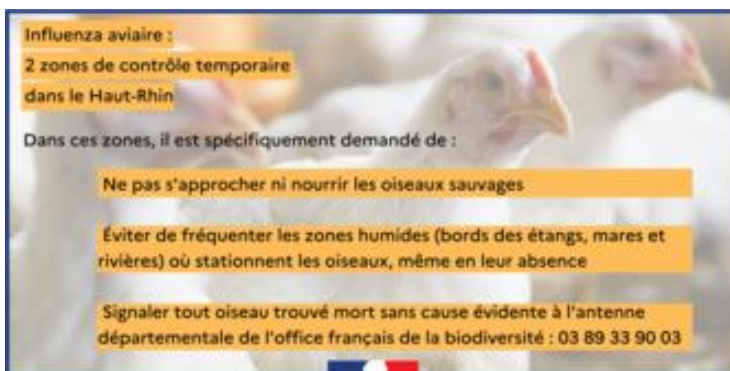 Influenza aviaire :
2 zones de contrôle temporaire
dans le Haut-Rhin
Dans ces zones, il est spécifiquement demandé de :
Ne pas s'approcher ni nourrir les oiseaux sauvages
Éviter de fréquenter les zones humides (bords des étangs, mares et
rivières) où stationnent les oiseaux, même en leur absence
Signaler tout oiseau trouvé mort sans cause évidente à l'antenne
départementale de l'office français de la biodiversité : 03 89 33 90 03